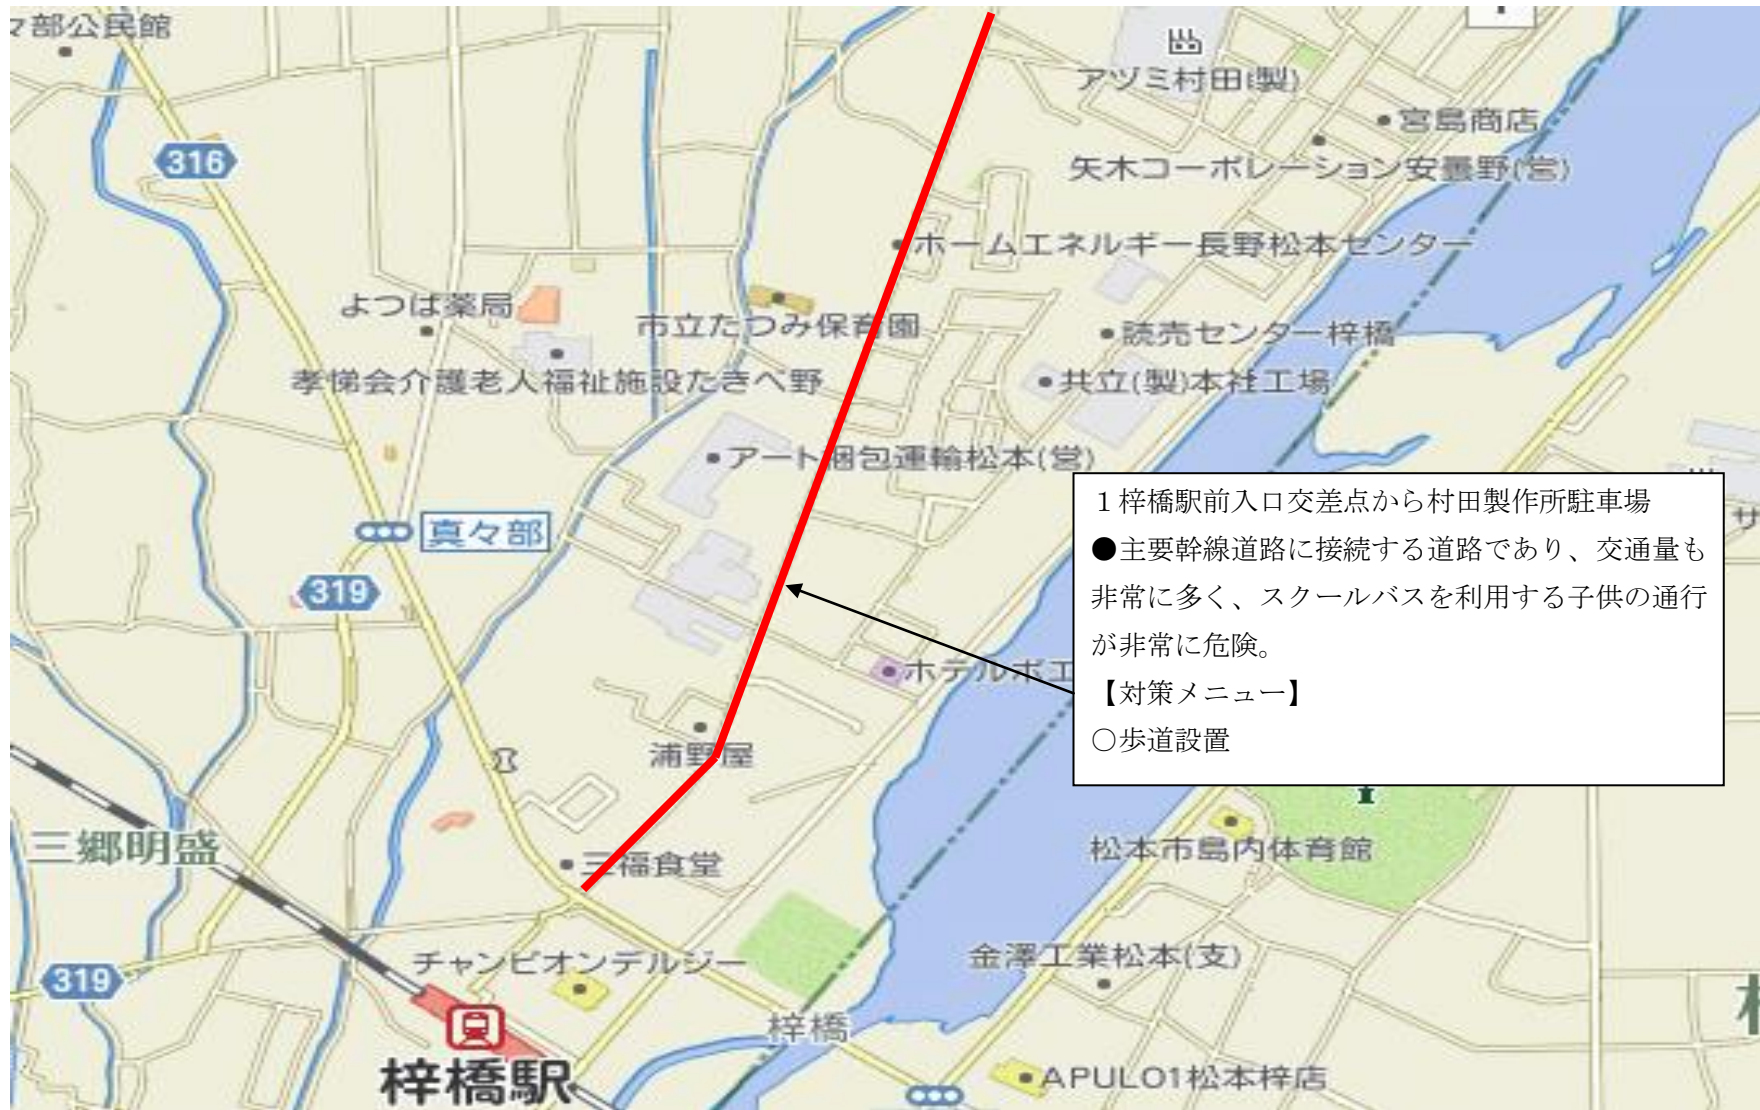 々部公民館
アヅミ村田(製)
宮島商店
316
矢木コーポレーション安曇野(営)
ホームエネルギー長野松本センター
よつば薬局
市立たつみ保育園
読売センター梓橋
孝悌会介護老人福祉施設たきべ野
共立(製)本社工場
アート梱包運輸松本(営)
１梓橋駅前入口交差点から村田製作所駐車場
●主要幹線道路に接続する道路であり、交通量も
非常に多く、スクールバスを利用する子供の通行
が非常に危険。
【対策メニュー】
○歩道設置
サ
真々部
319
ホテルポエ
浦野屋
三郷明盛
三福食堂
松本市島内体育館
チャンピオンデルジー
金澤工業松本(支)
319
梓橋
梓橋駅
APULO1松本梓店